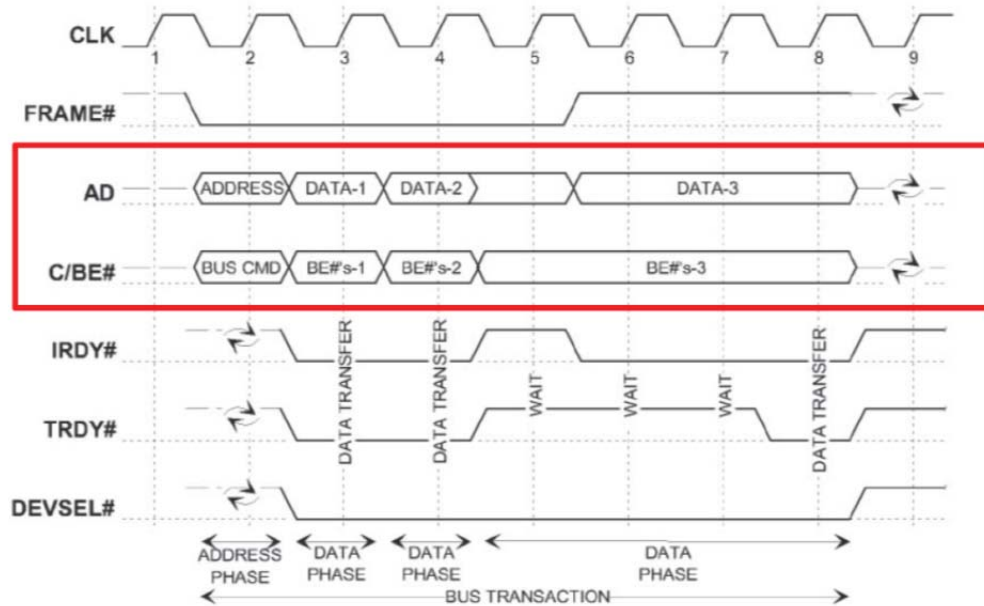 CLK
1 2 3 4 5 6 7 8 9
FRAME#
AD
ADDRESS DATA-1 DATA-2 DATA-3
C/BE#
BUS CMD BE#'s-1 BE#'s-2 BE#'s-3
IRDY#
TRDY#
DATA TRANSFER
DATA TRANSFER
WAIT
WAIT
WAIT
DATA TRANSFER
DEVSEL#
ADDRESS PHASE
DATA PHASE
DATA PHASE
DATA PHASE
BUS TRANSACTION